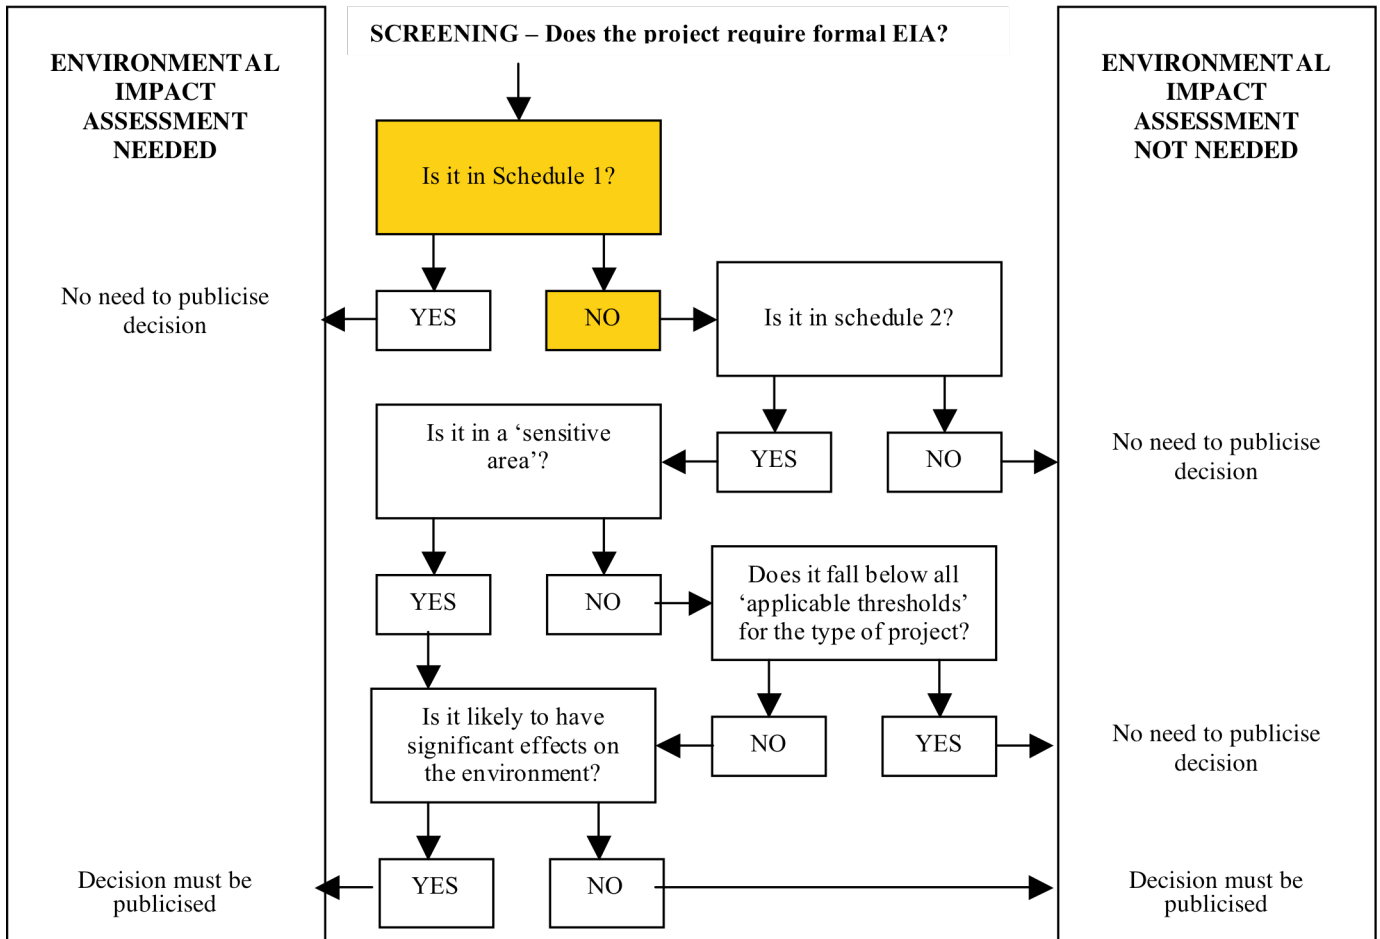 SCREENING – Does the project require formal EIA?
ENVIRONMENTAL
IMPACT
ASSESSMENT
NEEDED
ENVIRONMENTAL
IMPACT
ASSESSMENT
NOT NEEDED
Is it in Schedule 1?
No need to publicise
decision
YES
NO
Is it in schedule 2?
Is it in a ‘sensitive
area’?
YES
NO
No need to publicise
decision
YES
NO
Does it fall below all
‘applicable thresholds’
for the type of project?
Is it likely to have
significant effects on
the environment?
NO
YES
No need to publicise
decision
Decision must be
publicised
YES
NO
Decision must be
publicised